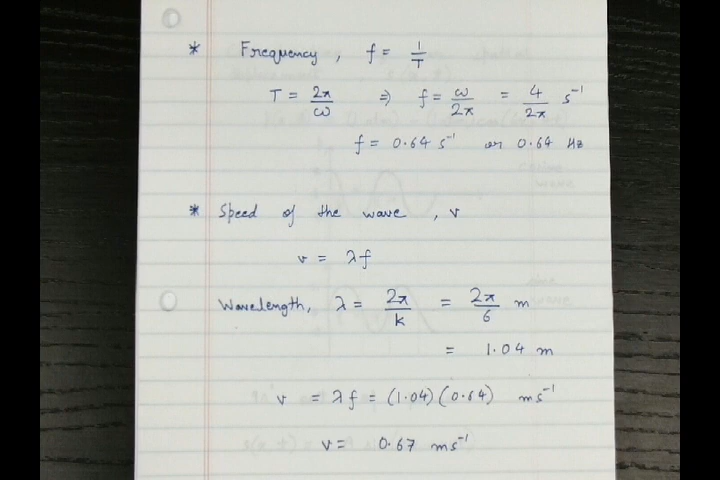 * Frequency, f = 1/T
T = 2π/ω ⇒ f = ω/2π = 4/2π s⁻¹
f = 0.64 s⁻¹ or 0.64 Hz
* Speed of the wave, v
v = λf
Wavelength, λ = 2π/k = 2π/6 m
= 1.04 m
v = λf = (1.04)(0.64) ms⁻¹
v = 0.67 ms⁻¹